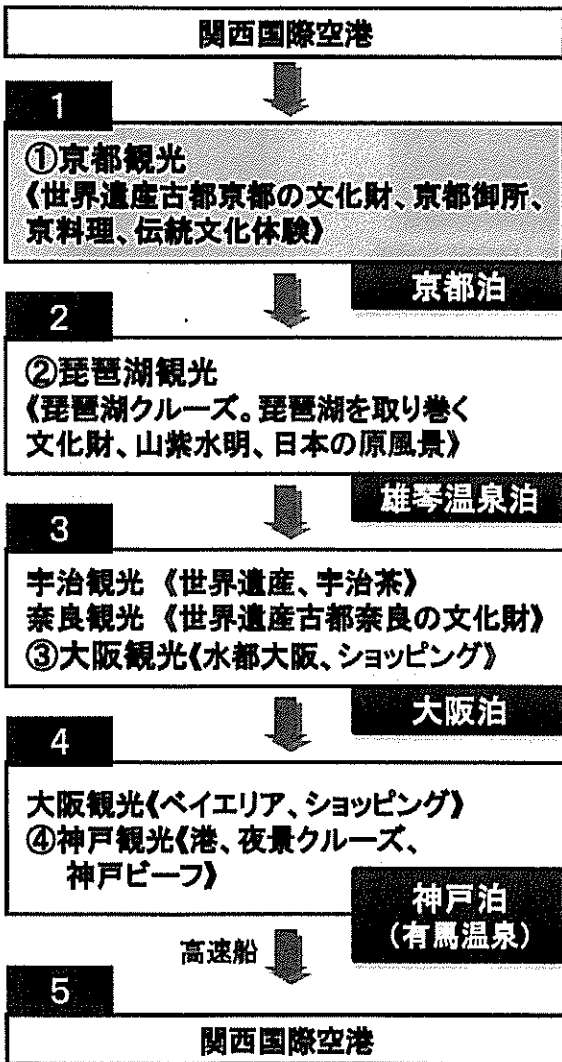 関西国際空港
1
①京都観光
《世界遺産古都京都の文化財、京都御所、
京料理、伝統文化体験》
京都泊
2
②琵琶湖観光
《琵琶湖クルーズ。琵琶湖を取り巻く
文化財、山紫水明、日本の原風景》
雄琴温泉泊
3
宇治観光 《世界遺産、宇治茶》
奈良観光 《世界遺産古都奈良の文化財》
③大阪観光《水都大阪、ショッピング》
大阪泊
4
大阪観光《ベイエリア、ショッピング》
④神戸観光《港、夜景クルーズ、
神戸ビーフ》
神戸泊
(有馬温泉)
高速船
5
関西国際空港